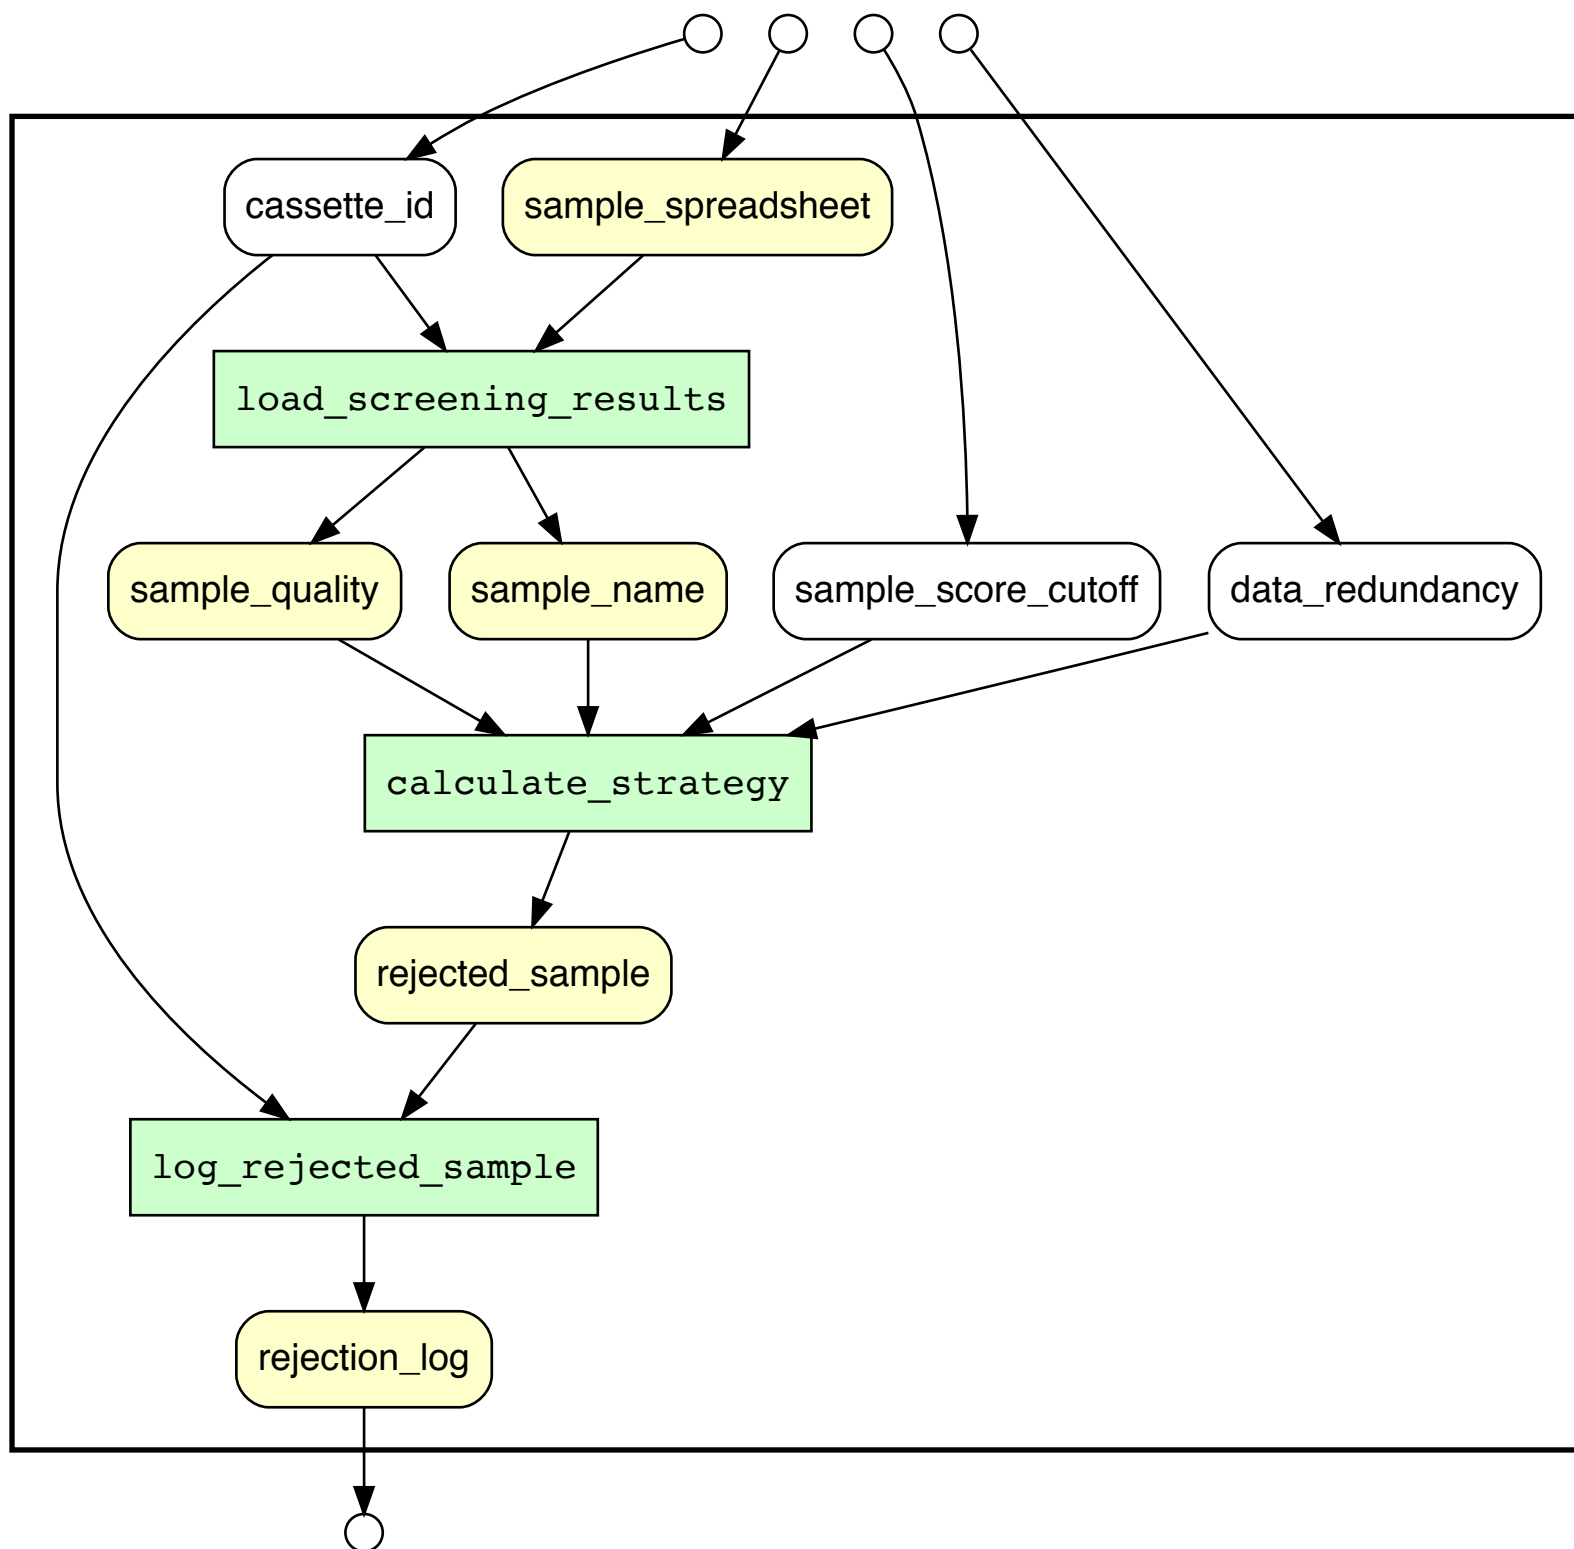 cassette_id
sample_spreadsheet
load_screening_results
sample_quality
sample_name
sample_score_cutoff
data_redundancy
calculate_strategy
rejected_sample
log_rejected_sample
rejection_log